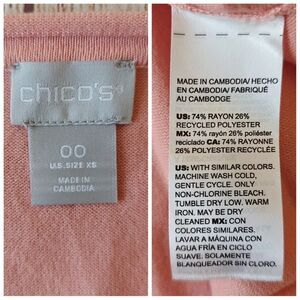 chico's
00
U.S. SIZE XS
MADE IN
CAMBODIA
MADE IN CAMBODIA/ HECHO
EN CAMBODIA/ FABRIQUÉ
AU CAMBODGE
US: 74% RAYON 26%
RECYCLED POLYESTER
MX: 74% rayon 26% poliéster
reciclado CA: 74% RAYONNE
26% POLYESTER RECYCLÉE
US: WITH SIMILAR COLORS.
MACHINE WASH COLD,
GENTLE CYCLE. ONLY
NON-CHLORINE BLEACH.
TUMBLE DRY LOW. WARM
IRON. MAY BE DRY
CLEANED MX: CON
COLORES SIMILARES.
LAVAR A MÁQUINA CON
AGUA FRÍA EN CICLO
SUAVE. SOLAMENTE
BLANQUEADOR SIN CLORO.